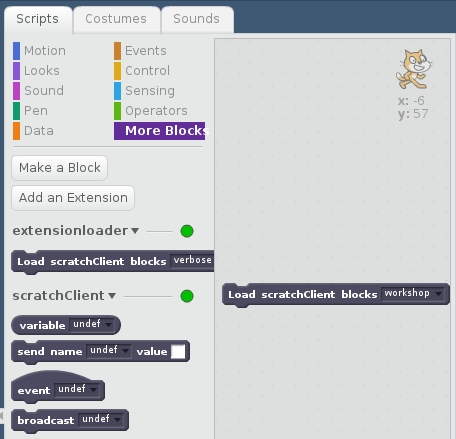 Scripts Costumes Sounds
Motion Events
Looks Control
Sound Sensing
Pen Operators
Data More Blocks
x: -6
y: 57
Make a Block
Add an Extension
extensionloader
Load scratchClient blocks verbose
Load scratchClient blocks workshop
scratchClient
variable undef
send name undef value
event undef
broadcast undef